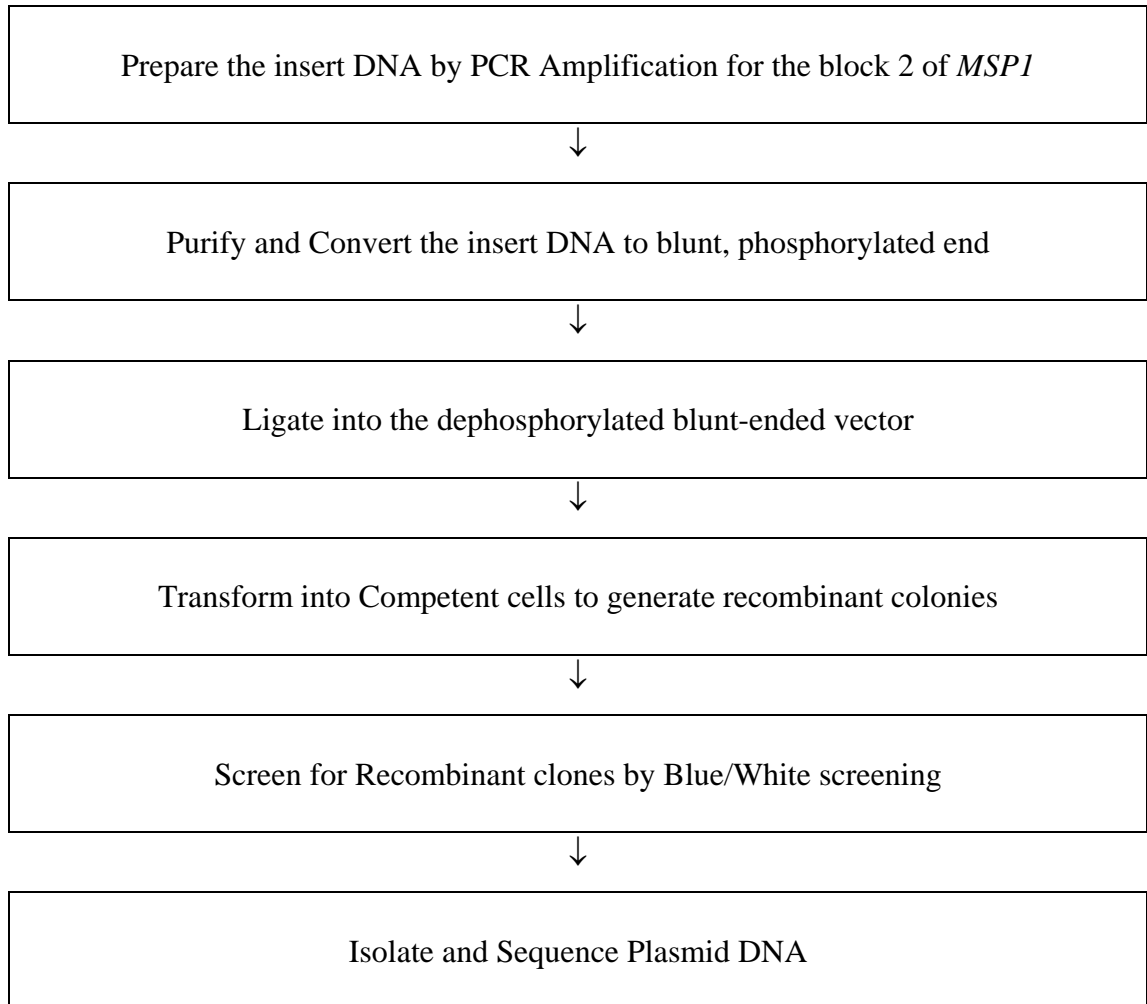 Prepare the insert DNA by PCR Amplification for the block 2 of MSP1
↓
Purify and Convert the insert DNA to blunt, phosphorylated end
↓
Ligate into the dephosphorylated blunt-ended vector
↓
Transform into Competent cells to generate recombinant colonies
↓
Screen for Recombinant clones by Blue/White screening
↓
Isolate and Sequence Plasmid DNA